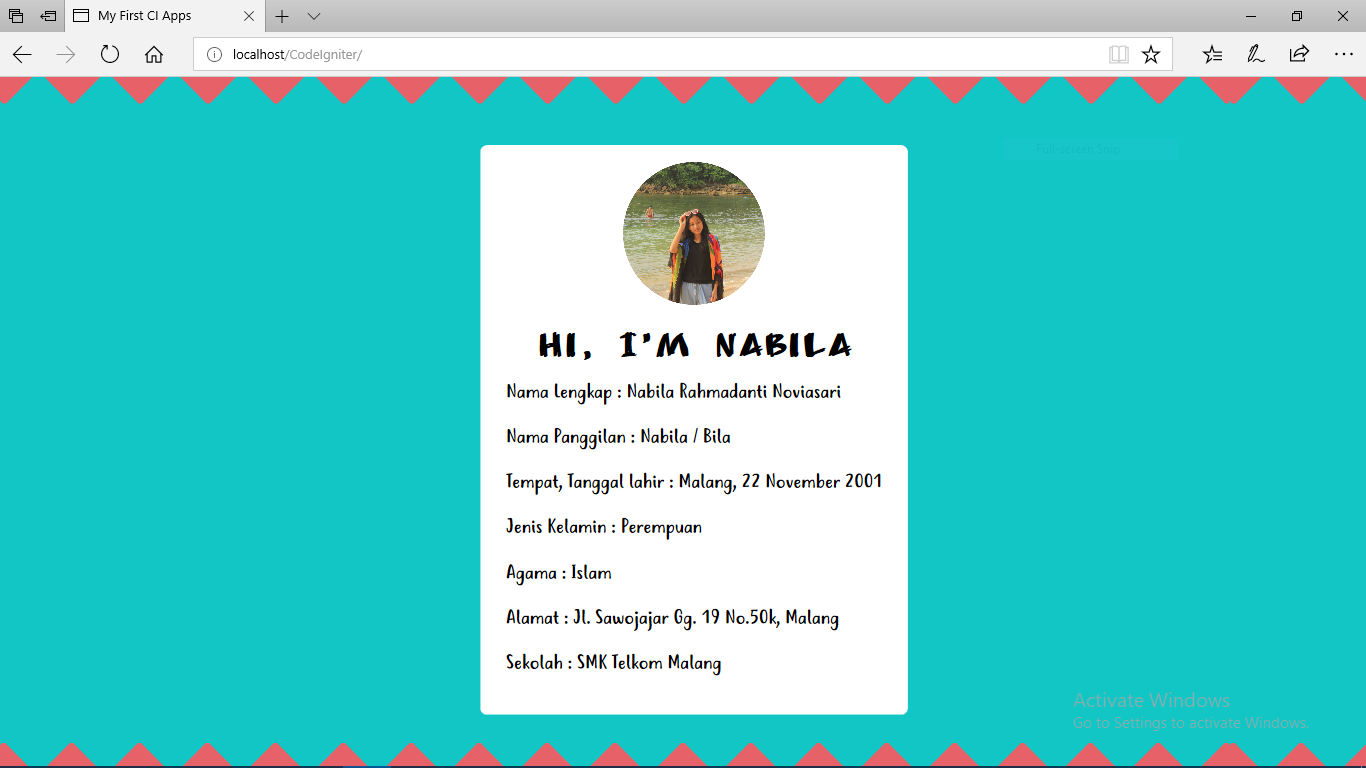 My First CI Apps
localhost/CodeIgniter/
Full-screen Snip
HI, I'M NABILA
Nama Lengkap : Nabila Rahmadanti Noviasari
Nama Panggilan : Nabila / Bila
Tempat, Tanggal lahir : Malang, 22 November 2001
Jenis Kelamin : Perempuan
Agama : Islam
Alamat : Jl. Sawojajar Gg. 19 No.50k, Malang
Sekolah : SMK Telkom Malang
Activate Windows
Go to Settings to activate Windows.